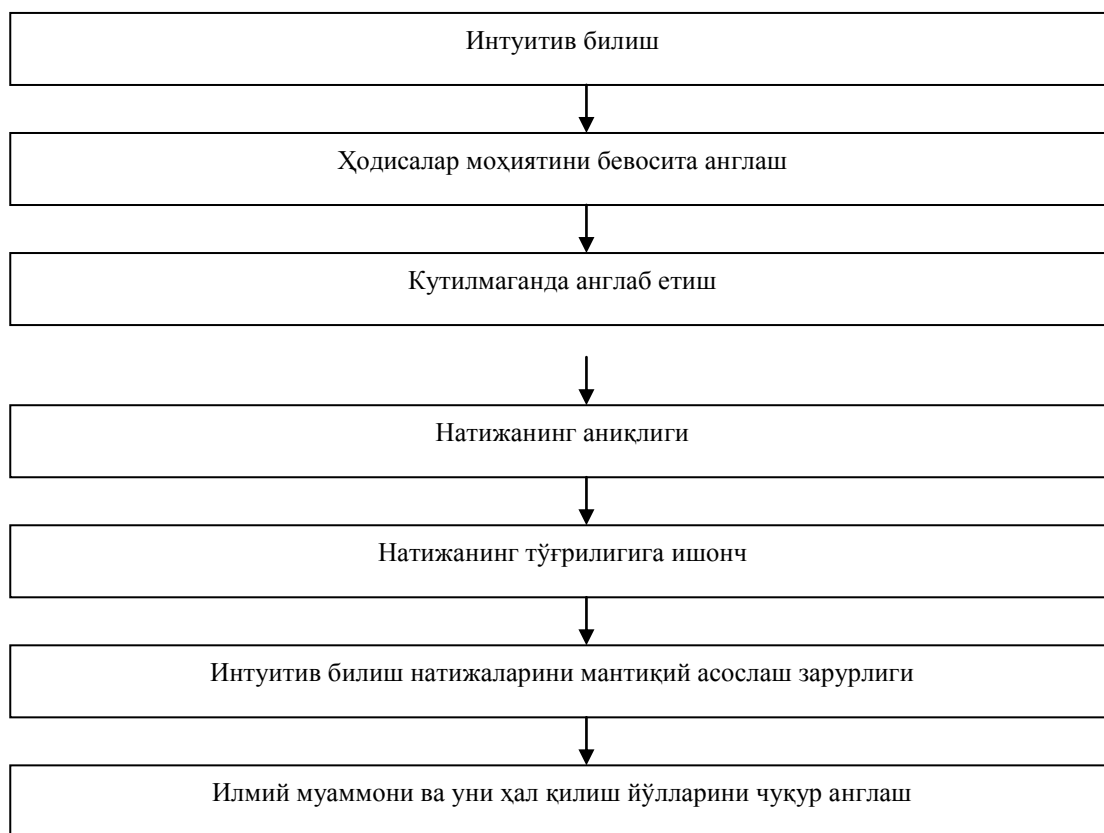 Интуитив билиш
Ҳодисалар моҳиятини бевосита англаш
Кутилмаганда англаб етиш
Натижанинг аниқлиги
Натижанинг тўғрилигига ишонч
Интуитив билиш натижаларини мантиқий асослаш зарурлиги
Илмий муаммони ва уни ҳал қилиш йўлларини чуқур англаш